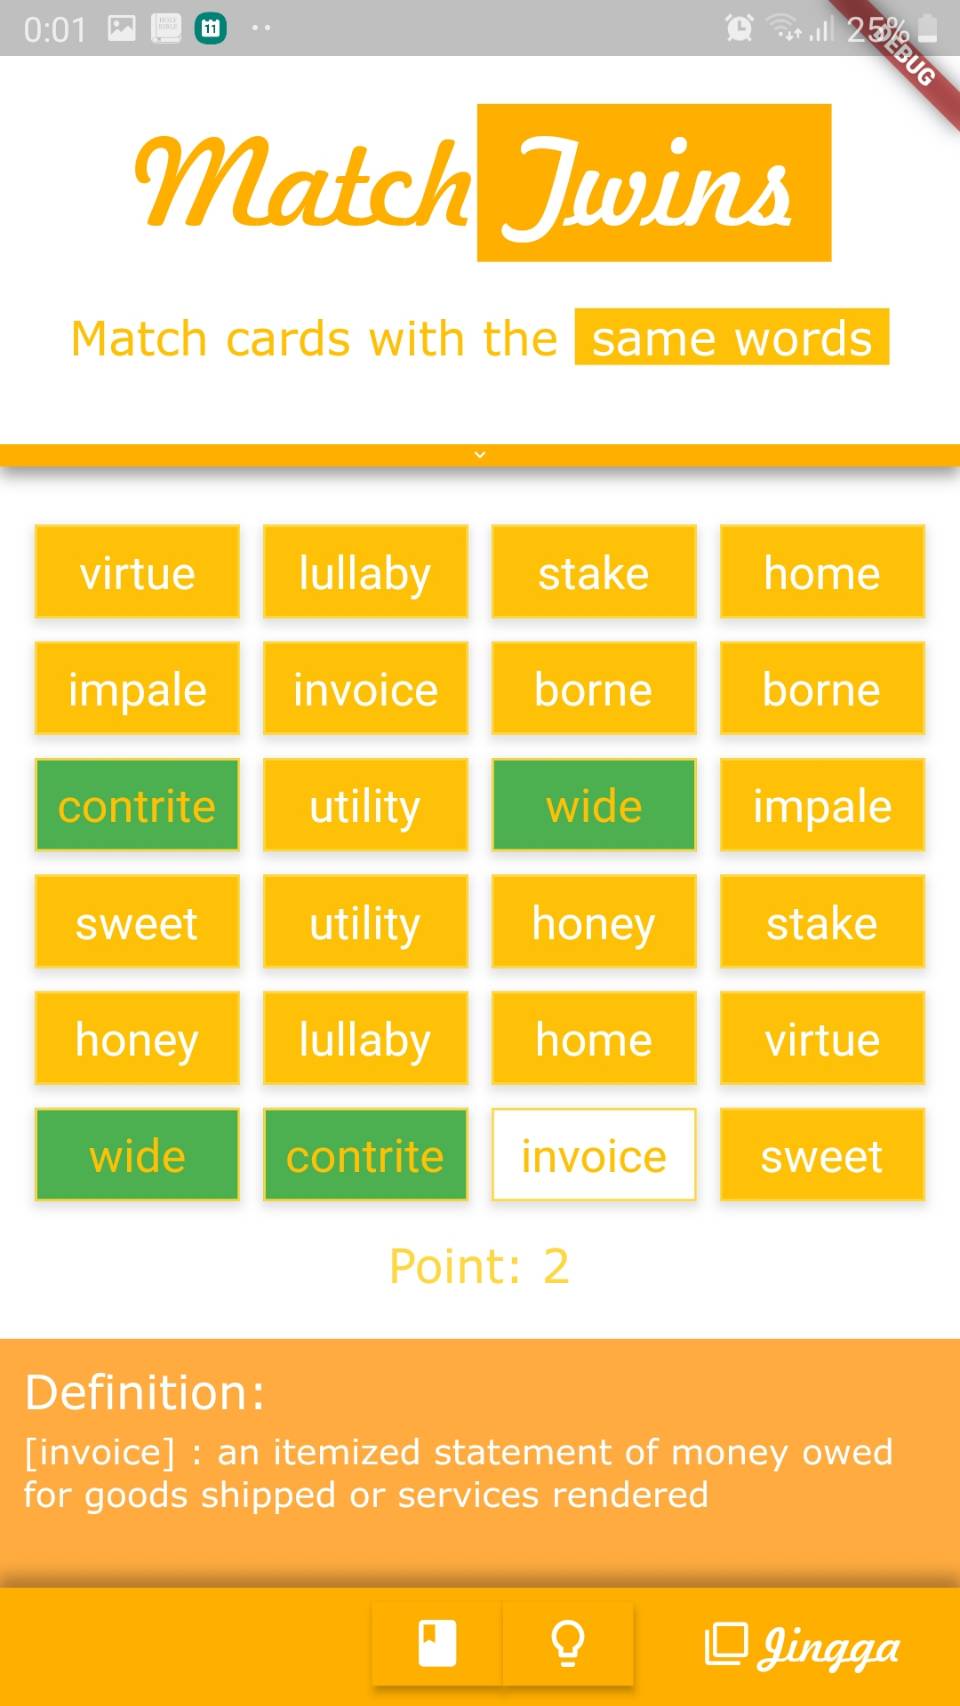 0:01 11 25%
DEBUG
Match Twins
Match cards with the same words
virtue lullaby stake home
impale invoice borne borne
contrite utility wide impale
sweet utility honey stake
honey lullaby home virtue
wide contrite invoice sweet
Point: 2
Definition:
[invoice] : an itemized statement of money owed
for goods shipped or services rendered
Jingga